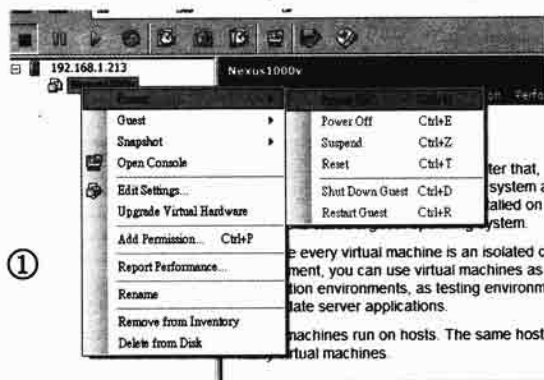 192.168.1.213
Nexus1000v
Guest
Snapshot
Open Console
Edit Settings...
Upgrade Virtual Hardware
Add Permission... Ctrl+P
Report Performance...
Rename
Remove from Inventory
Delete from Disk
Power Off Ctrl+E
Suspend Ctrl+Z
Reset Ctrl+T
Shut Down Guest Ctrl+D
Restart Guest Ctrl+R
ter that,
system a
alled on
ystem.
e every virtual machine is an isolated c
ment, you can use virtual machines as
tion environments, as testing environm
late server applications.
machines run on hosts. The same host
rtual machines.
①